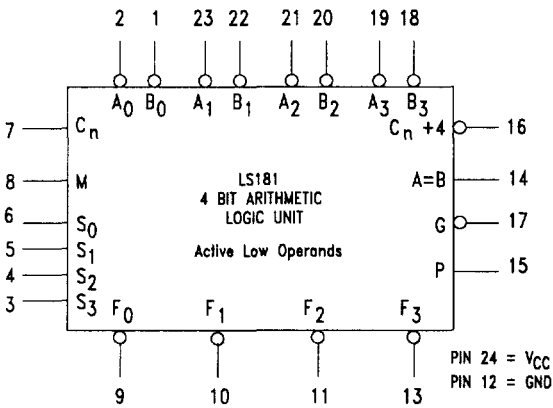 2 1 23 22 21 20 19 18
A0 B0 A1 B1 A2 B2 A3 B3
7 Cn Cn +4 16
8 M LS181 A=B 14
4 BIT ARITHMETIC
LOGIC UNIT
6 S0 G 17
5 S1 Active Low Operands
4 S2 P 15
3 S3
F0 F1 F2 F3
9 10 11 13
PIN 24 = VCC
PIN 12 = GND